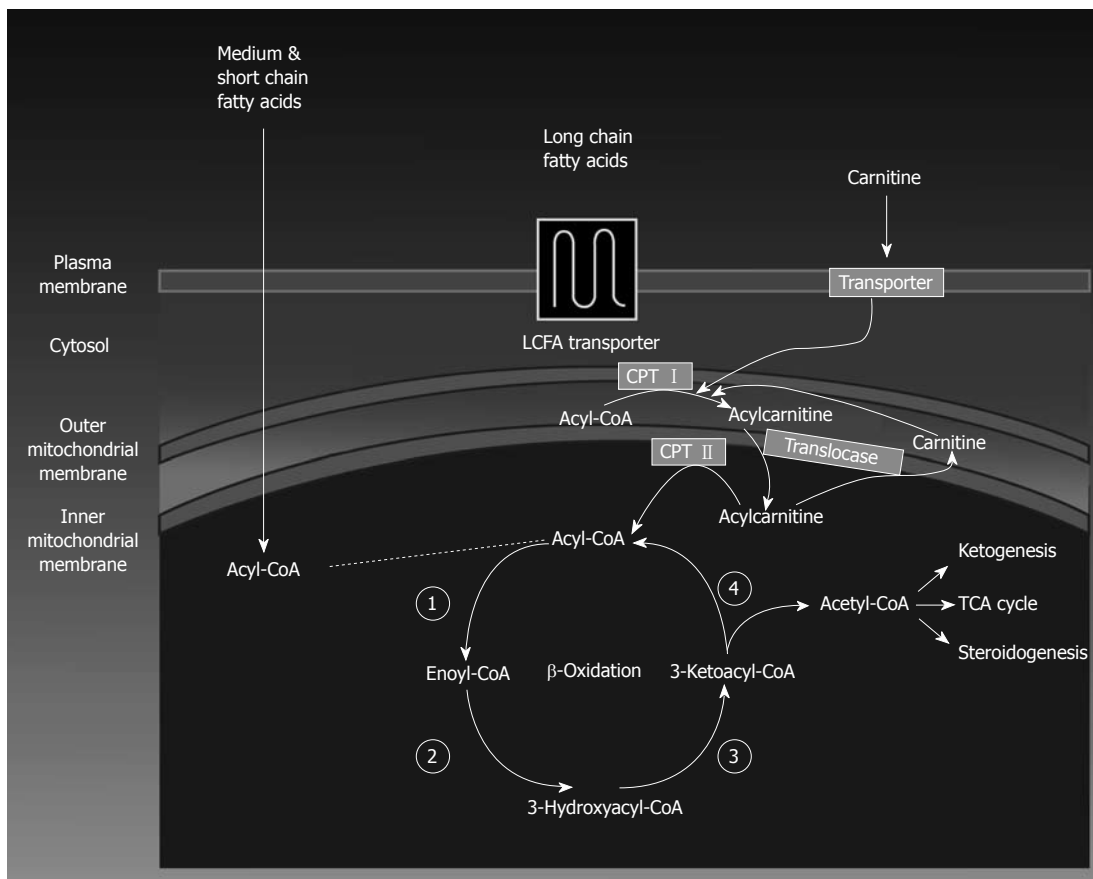 Medium &
short chain
fatty acids
Long chain
fatty acids
Carnitine
Plasma
membrane
Transporter
Cytosol
LCFA transporter
CPT Ⅰ
Acyl-CoA
Acylcarnitine
Outer
mitochondrial
membrane
CPT Ⅱ
Translocase
Carnitine
Inner
mitochondrial
membrane
Acylcarnitine
Acyl-CoA
Acyl-CoA
Ketogenesis
1
4
Acetyl-CoA
TCA cycle
Steroidogenesis
Enoyl-CoA
β-Oxidation
3-Ketoacyl-CoA
2
3
3-Hydroxyacyl-CoA